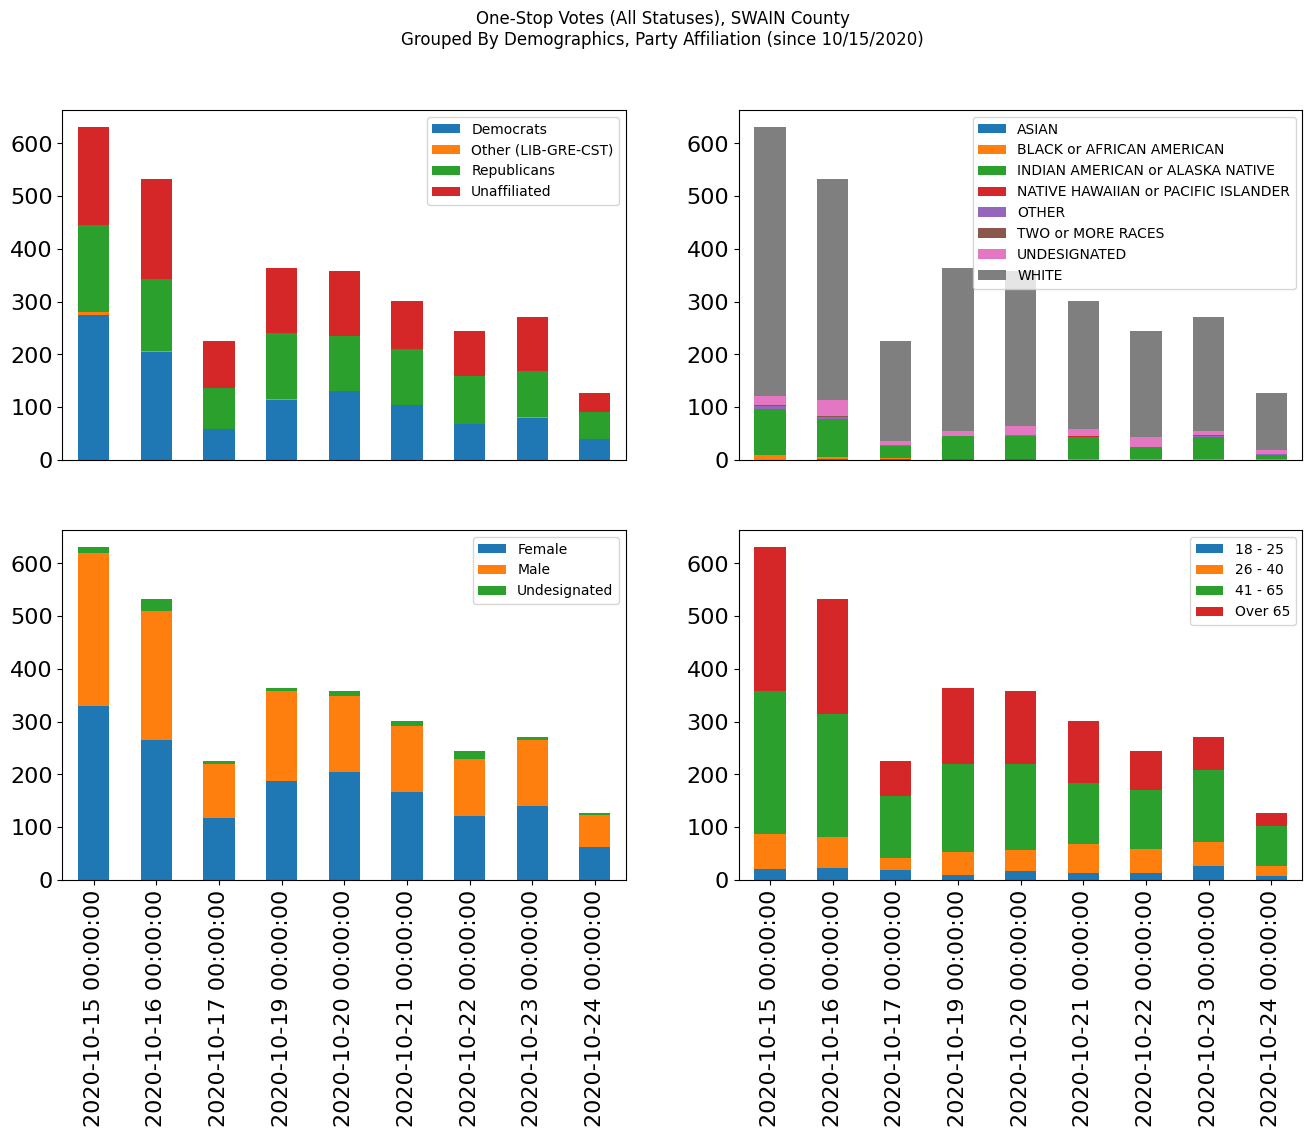 One-Stop Votes (All Statuses), SWAIN County
Grouped By Demographics, Party Affiliation (since 10/15/2020)
600
500
400
300
200
100
0
Democrats
Other (LIB-GRE-CST)
Republicans
Unaffiliated
600
500
400
300
200
100
0
ASIAN
BLACK or AFRICAN AMERICAN
INDIAN AMERICAN or ALASKA NATIVE
NATIVE HAWAIIAN or PACIFIC ISLANDER
OTHER
TWO or MORE RACES
UNDESIGNATED
WHITE
600
500
400
300
200
100
0
Female
Male
Undesignated
2020-10-15 00:00:00
2020-10-16 00:00:00
2020-10-17 00:00:00
2020-10-19 00:00:00
2020-10-20 00:00:00
2020-10-21 00:00:00
2020-10-22 00:00:00
2020-10-23 00:00:00
2020-10-24 00:00:00
600
500
400
300
200
100
0
18 - 25
26 - 40
41 - 65
Over 65
2020-10-15 00:00:00
2020-10-16 00:00:00
2020-10-17 00:00:00
2020-10-19 00:00:00
2020-10-20 00:00:00
2020-10-21 00:00:00
2020-10-22 00:00:00
2020-10-23 00:00:00
2020-10-24 00:00:00